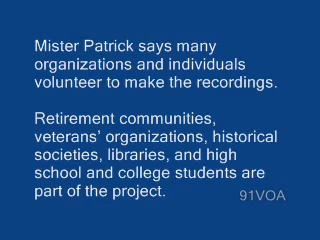 Mister Patrick says many
organizations and individuals
volunteer to make the recordings.
Retirement communities,
veterans' organizations, historical
societies, libraries, and high
school and college students are
part of the project.
91VOA